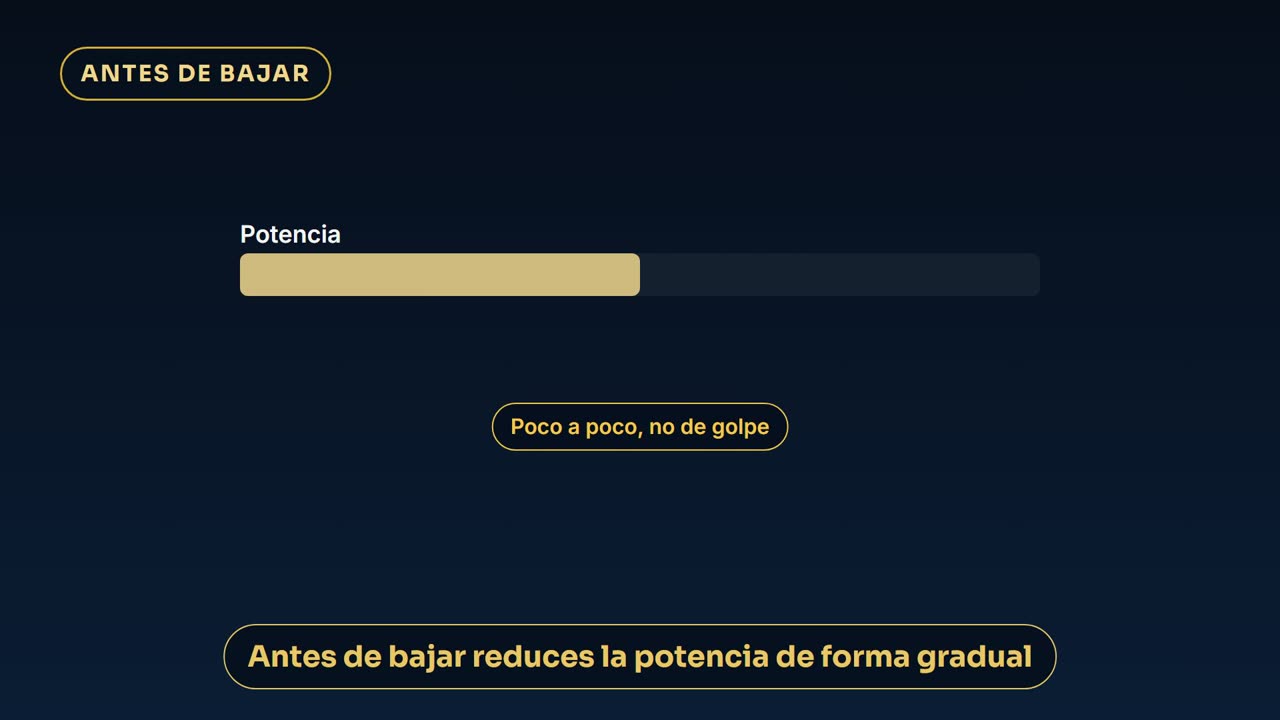 ANTES DE BAJAR
Potencia
Poco a poco, no de golpe
Antes de bajar reduces la potencia de forma gradual